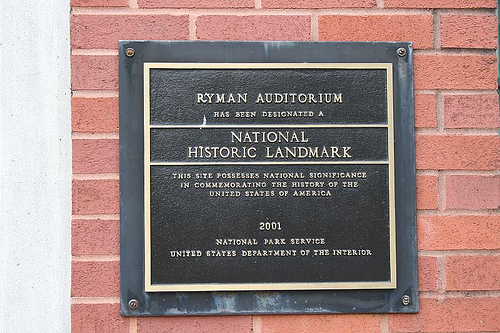 RYMAN AUDITORIUM
HAS BEEN DESIGNATED A
NATIONAL
HISTORIC LANDMARK
THIS SITE POSSESSES NATIONAL SIGNIFICANCE
IN COMMEMORATING THE HISTORY OF THE
UNITED STATES OF AMERICA
2001
NATIONAL PARK SERVICE
UNITED STATES DEPARTMENT OF THE INTERIOR